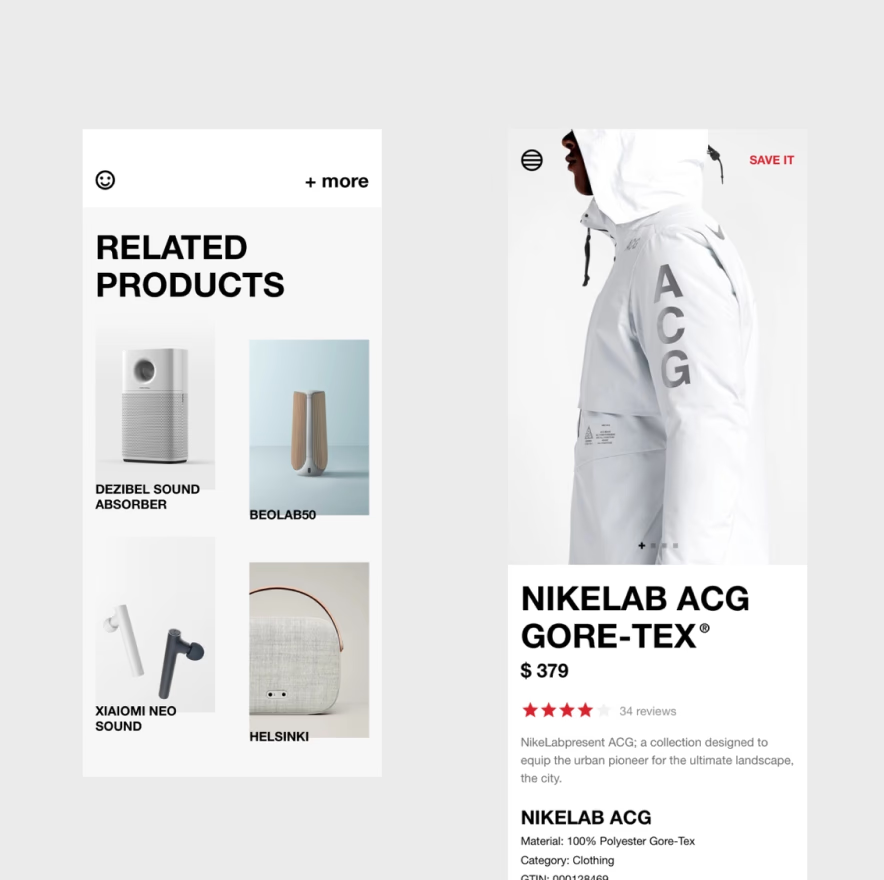 + more
RELATED
PRODUCTS
DEZIBEL SOUND
ABSORBER
BEOLAB50
XIAIOMI NEO
SOUND
HELSINKI
SAVE IT
ACG
A
C
G
NIKELAB ACG
GORE-TEX®
$ 379
34 reviews
NikeLabpresent ACG; a collection designed to
equip the urban pioneer for the ultimate landscape,
the city.
NIKELAB ACG
Material: 100% Polyester Gore-Tex
Category: Clothing
GTIN: 000128469